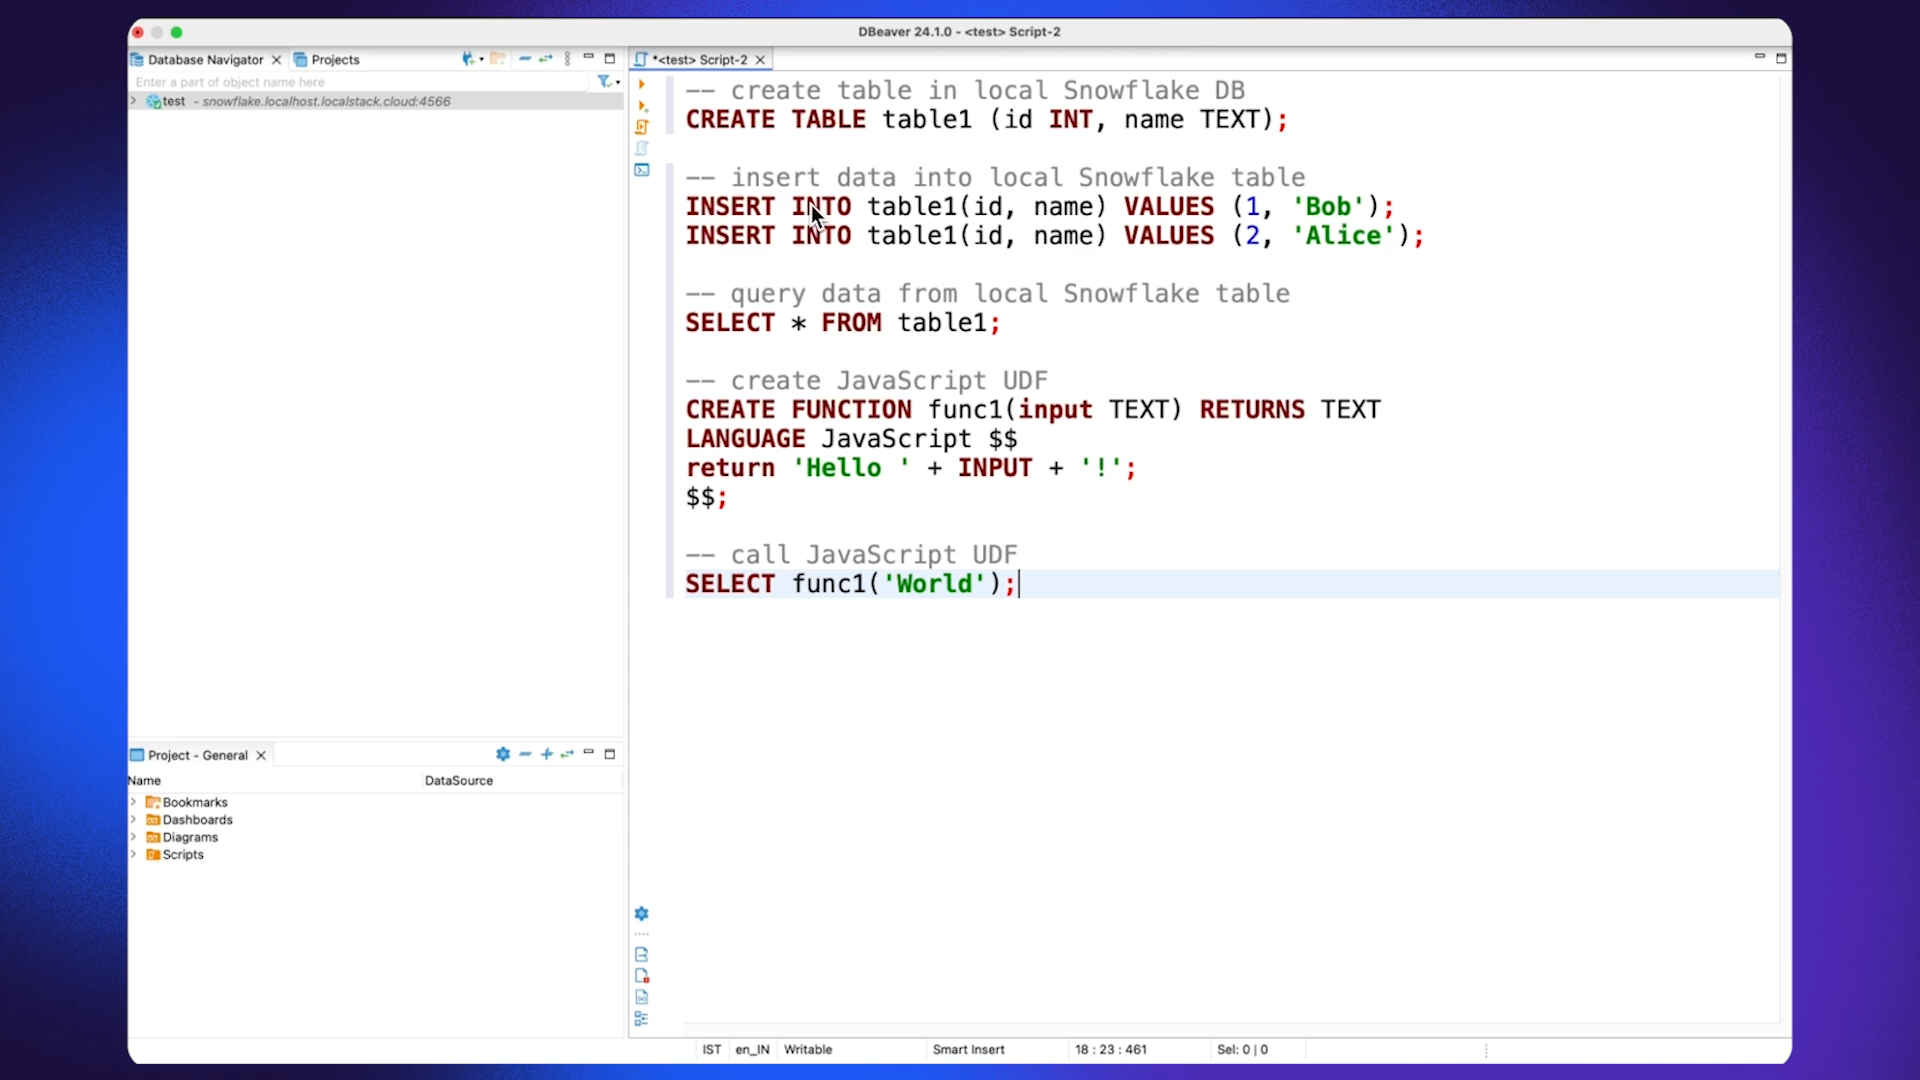 DBeaver 24.1.0 - <test> Script-2
Database Navigator
Projects
*<test> Script-2
Enter a part of object name here
test - snowflake.localhost.localstack.cloud:4566
-- create table in local Snowflake DB
CREATE TABLE table1 (id INT, name TEXT);
-- insert data into local Snowflake table
INSERT INTO table1(id, name) VALUES (1, 'Bob');
INSERT INTO table1(id, name) VALUES (2, 'Alice');
-- query data from local Snowflake table
SELECT * FROM table1;
-- create JavaScript UDF
CREATE FUNCTION func1(input TEXT) RETURNS TEXT
LANGUAGE JavaScript $$
return 'Hello ' + INPUT + '!';
$$;
-- call JavaScript UDF
SELECT func1('World');
Project - General
Name
DataSource
Bookmarks
Dashboards
Diagrams
Scripts
IST
en_IN
Writable
Smart Insert
18 : 23 : 461
Sel: 0 | 0